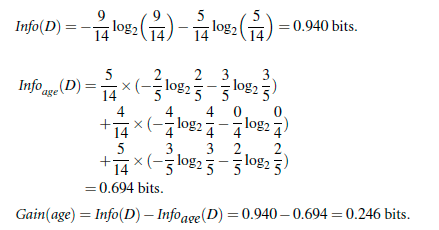 Info(D) = −9/14 log₂(9/14) − 5/14 log₂(5/14) = 0.940 bits.
Infoₐgₑ(D) = 5/14 × (−2/5 log₂ 2/5 − 3/5 log₂ 3/5)
+ 4/14 × (−4/4 log₂ 4/4 − 0/4 log₂ 0/4)
+ 5/14 × (−3/5 log₂ 3/5 − 2/5 log₂ 2/5)
= 0.694 bits.
Gain(age) = Info(D) − Infoₐgₑ(D) = 0.940 − 0.694 = 0.246 bits.